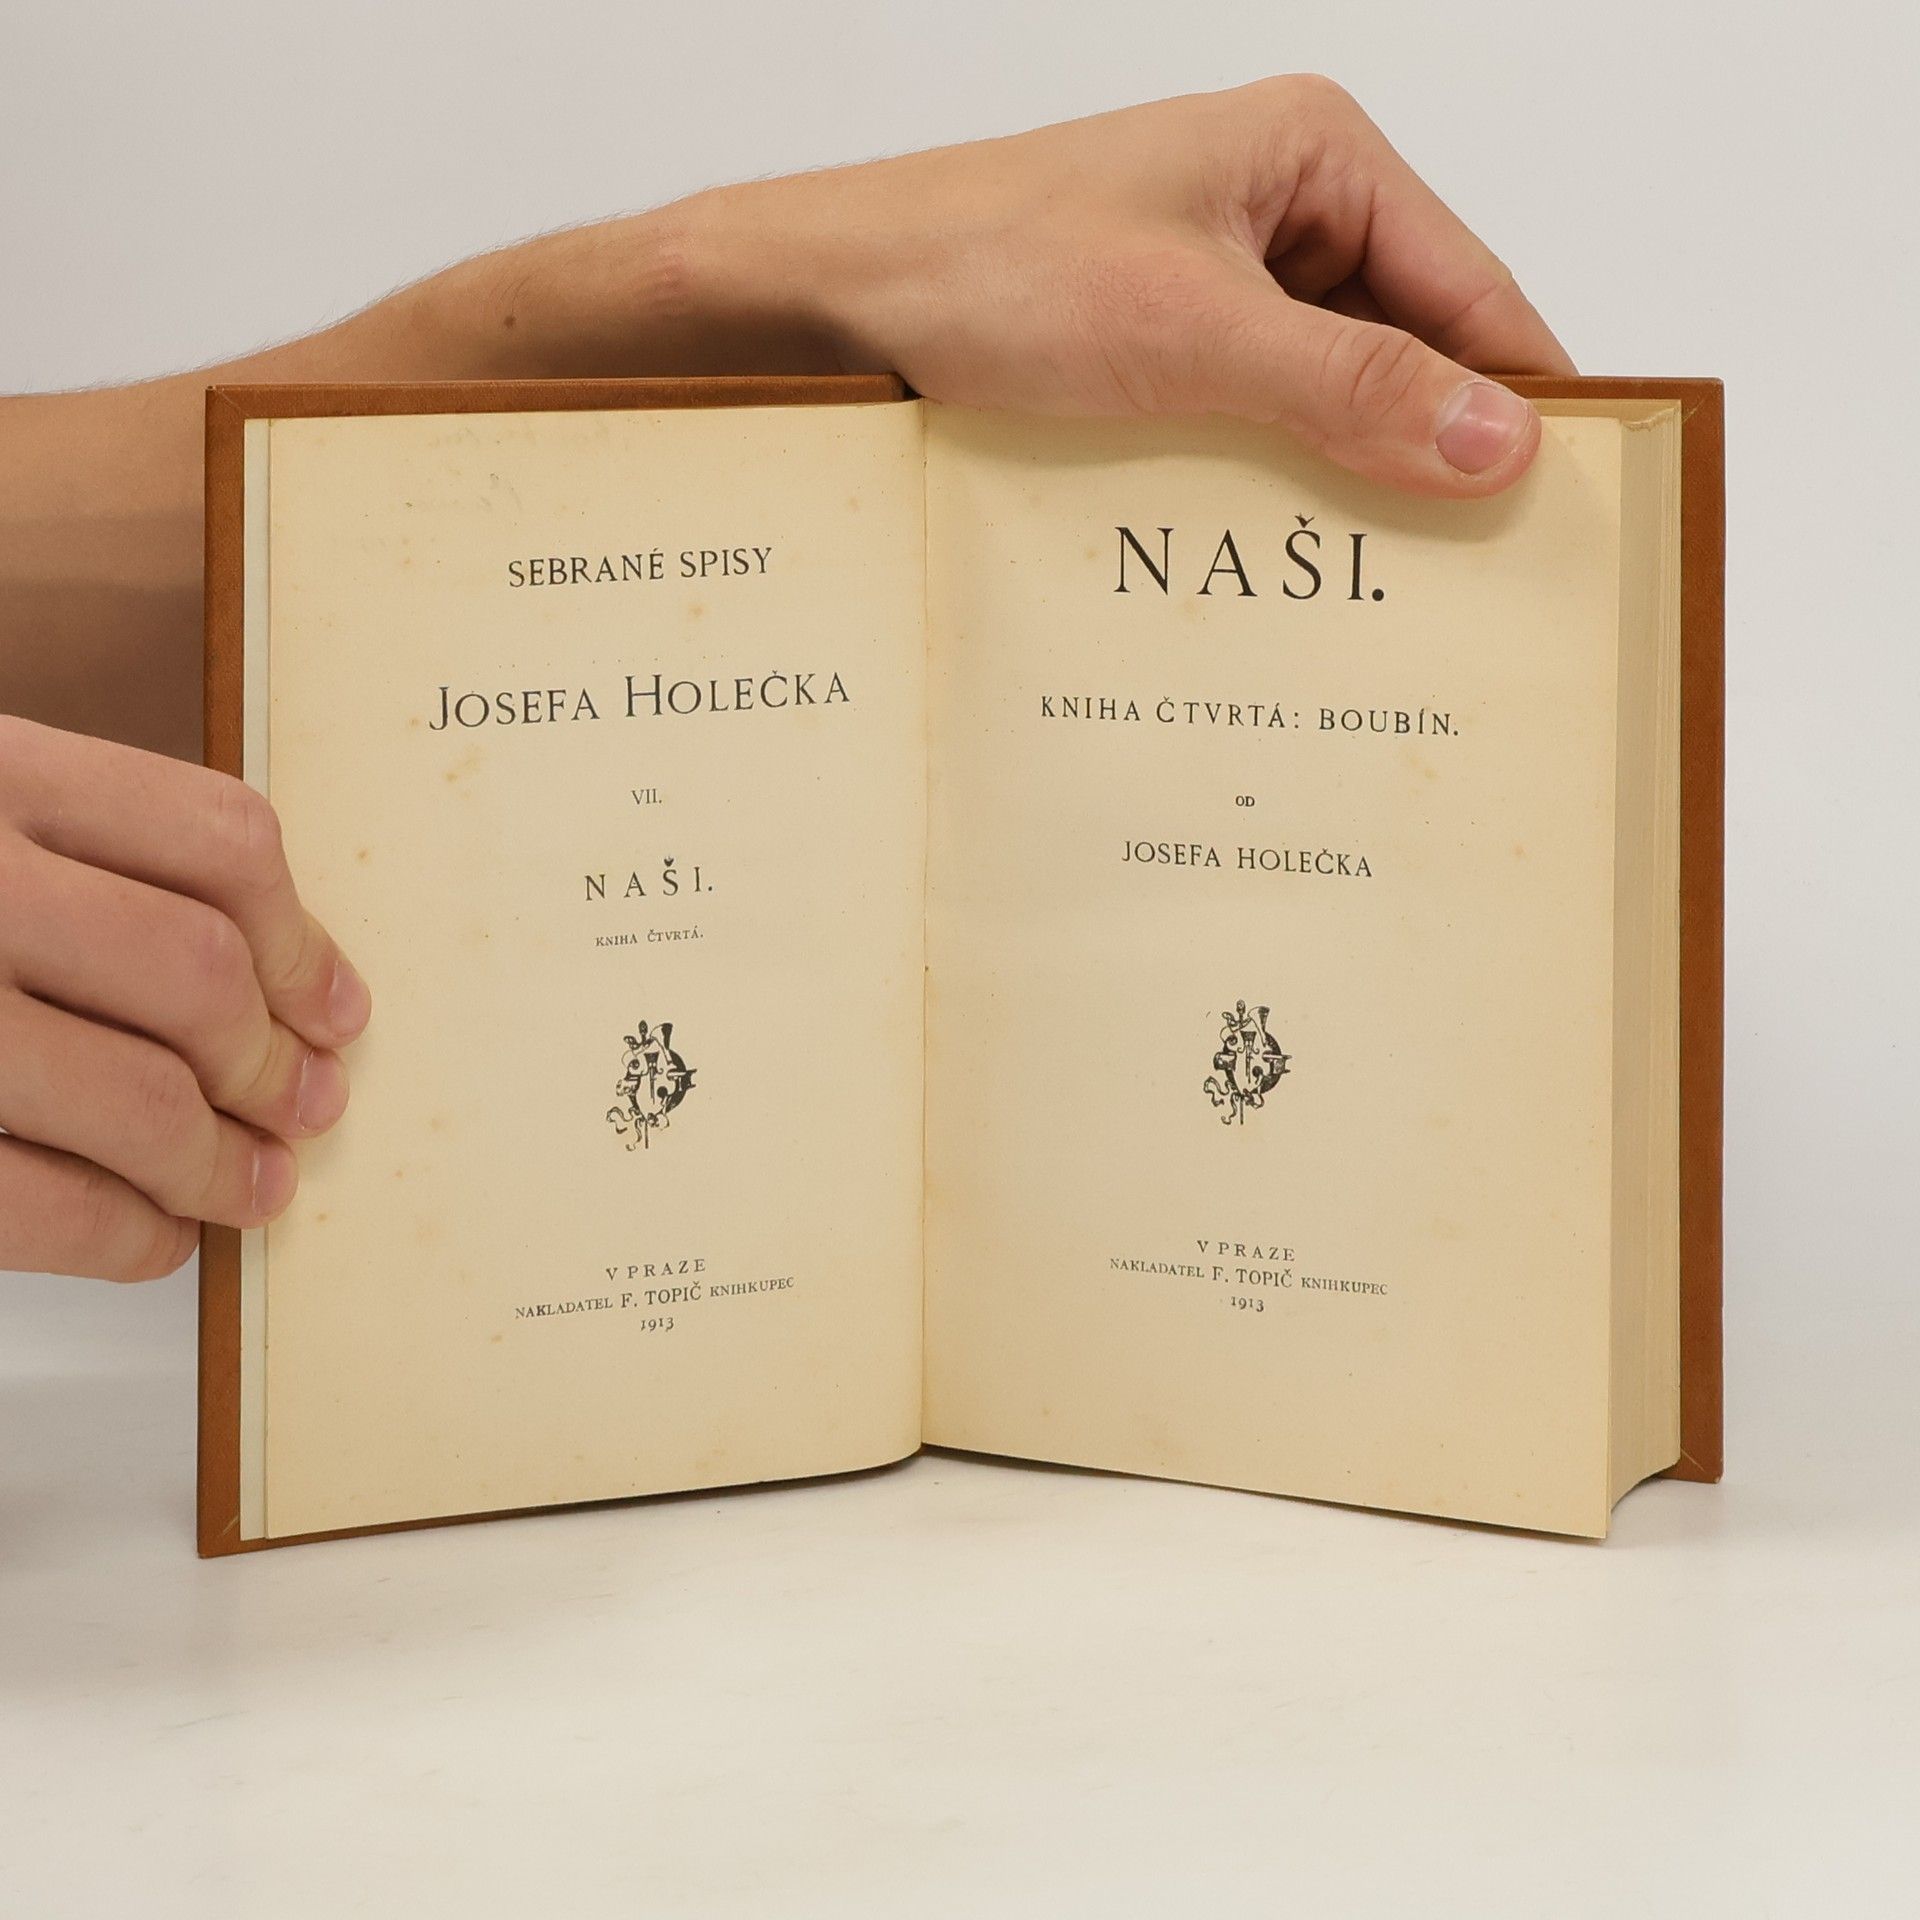 SEBRANÉ SPISY
JOSEFA HOLEČKA
VII.
NAŠI.
KNIHA ČTVRTÁ.
V PRAZE
NAKLADATEL F. TOPIČ KNIHKUPEC
1913
NAŠI.
KNIHA ČTVRTÁ: BOUBÍN.
OD
JOSEFA HOLEČKA
V PRAZE
NAKLADATEL F. TOPIČ KNIHKUPEC
1913